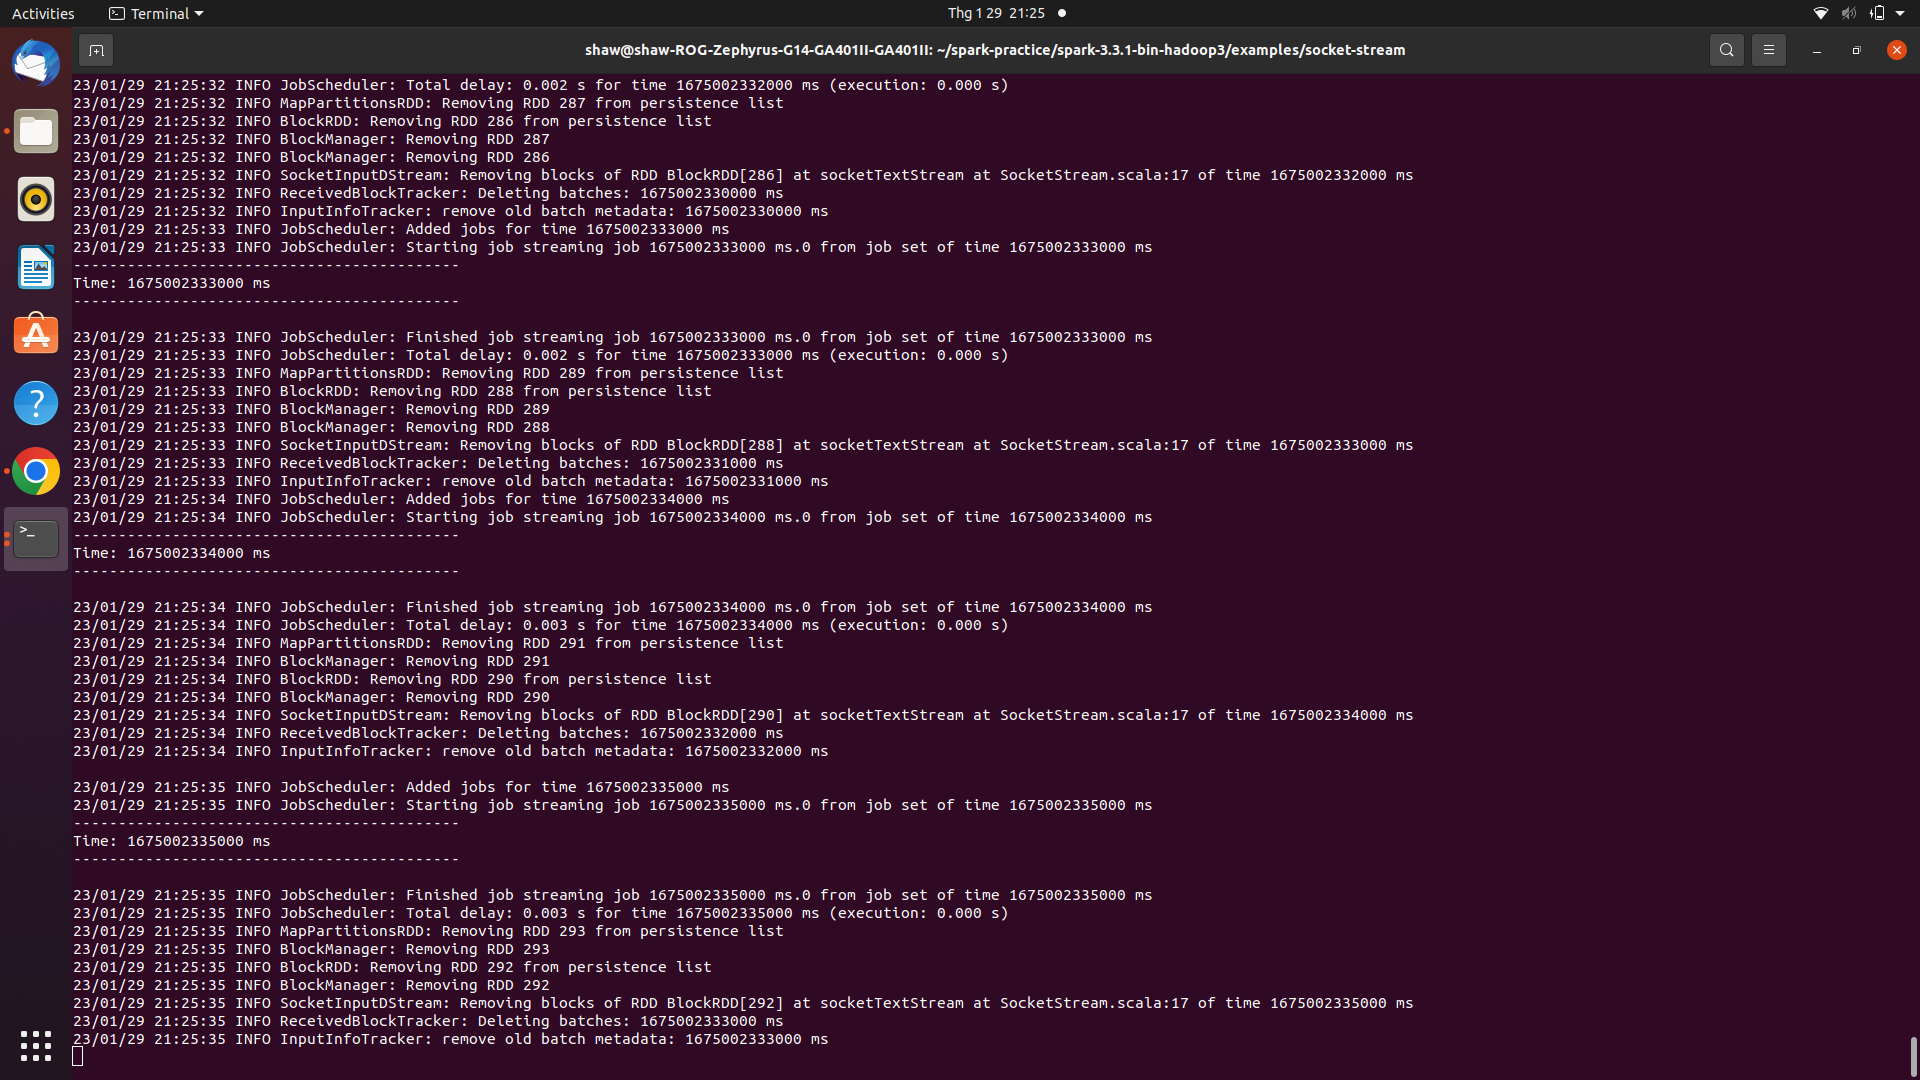 Activities
Terminal
Thg 1 29 21:25
shaw@shaw-ROG-Zephyrus-G14-GA401II-GA401II: ~/spark-practice/spark-3.3.1-bin-hadoop3/examples/socket-stream
23/01/29 21:25:32 INFO JobScheduler: Total delay: 0.002 s for time 1675002332000 ms (execution: 0.000 s)
23/01/29 21:25:32 INFO MapPartitionsRDD: Removing RDD 287 from persistence list
23/01/29 21:25:32 INFO BlockRDD: Removing RDD 286 from persistence list
23/01/29 21:25:32 INFO BlockManager: Removing RDD 287
23/01/29 21:25:32 INFO BlockManager: Removing RDD 286
23/01/29 21:25:32 INFO SocketInputDStream: Removing blocks of RDD BlockRDD[286] at socketTextStream at SocketStream.scala:17 of time 1675002332000 ms
23/01/29 21:25:32 INFO ReceivedBlockTracker: Deleting batches: 1675002330000 ms
23/01/29 21:25:32 INFO InputInfoTracker: remove old batch metadata: 1675002330000 ms
23/01/29 21:25:33 INFO JobScheduler: Added jobs for time 1675002333000 ms
23/01/29 21:25:33 INFO JobScheduler: Starting job streaming job 1675002333000 ms.0 from job set of time 1675002333000 ms
-------------------------------------------
Time: 1675002333000 ms
-------------------------------------------
23/01/29 21:25:33 INFO JobScheduler: Finished job streaming job 1675002333000 ms.0 from job set of time 1675002333000 ms
23/01/29 21:25:33 INFO JobScheduler: Total delay: 0.002 s for time 1675002333000 ms (execution: 0.000 s)
23/01/29 21:25:33 INFO MapPartitionsRDD: Removing RDD 289 from persistence list
23/01/29 21:25:33 INFO BlockRDD: Removing RDD 288 from persistence list
23/01/29 21:25:33 INFO BlockManager: Removing RDD 289
23/01/29 21:25:33 INFO BlockManager: Removing RDD 288
23/01/29 21:25:33 INFO SocketInputDStream: Removing blocks of RDD BlockRDD[288] at socketTextStream at SocketStream.scala:17 of time 1675002333000 ms
23/01/29 21:25:33 INFO ReceivedBlockTracker: Deleting batches: 1675002331000 ms
23/01/29 21:25:33 INFO InputInfoTracker: remove old batch metadata: 1675002331000 ms
23/01/29 21:25:34 INFO JobScheduler: Added jobs for time 1675002334000 ms
23/01/29 21:25:34 INFO JobScheduler: Starting job streaming job 1675002334000 ms.0 from job set of time 1675002334000 ms
-------------------------------------------
Time: 1675002334000 ms
-------------------------------------------
23/01/29 21:25:34 INFO JobScheduler: Finished job streaming job 1675002334000 ms.0 from job set of time 1675002334000 ms
23/01/29 21:25:34 INFO JobScheduler: Total delay: 0.003 s for time 1675002334000 ms (execution: 0.000 s)
23/01/29 21:25:34 INFO MapPartitionsRDD: Removing RDD 291 from persistence list
23/01/29 21:25:34 INFO BlockManager: Removing RDD 291
23/01/29 21:25:34 INFO BlockRDD: Removing RDD 290 from persistence list
23/01/29 21:25:34 INFO BlockManager: Removing RDD 290
23/01/29 21:25:34 INFO SocketInputDStream: Removing blocks of RDD BlockRDD[290] at socketTextStream at SocketStream.scala:17 of time 1675002334000 ms
23/01/29 21:25:34 INFO ReceivedBlockTracker: Deleting batches: 1675002332000 ms
23/01/29 21:25:34 INFO InputInfoTracker: remove old batch metadata: 1675002332000 ms
23/01/29 21:25:35 INFO JobScheduler: Added jobs for time 1675002335000 ms
23/01/29 21:25:35 INFO JobScheduler: Starting job streaming job 1675002335000 ms.0 from job set of time 1675002335000 ms
-------------------------------------------
Time: 1675002335000 ms
-------------------------------------------
23/01/29 21:25:35 INFO JobScheduler: Finished job streaming job 1675002335000 ms.0 from job set of time 1675002335000 ms
23/01/29 21:25:35 INFO JobScheduler: Total delay: 0.003 s for time 1675002335000 ms (execution: 0.000 s)
23/01/29 21:25:35 INFO MapPartitionsRDD: Removing RDD 293 from persistence list
23/01/29 21:25:35 INFO BlockManager: Removing RDD 293
23/01/29 21:25:35 INFO BlockRDD: Removing RDD 292 from persistence list
23/01/29 21:25:35 INFO BlockManager: Removing RDD 292
23/01/29 21:25:35 INFO SocketInputDStream: Removing blocks of RDD BlockRDD[292] at socketTextStream at SocketStream.scala:17 of time 1675002335000 ms
23/01/29 21:25:35 INFO ReceivedBlockTracker: Deleting batches: 1675002333000 ms
23/01/29 21:25:35 INFO InputInfoTracker: remove old batch metadata: 1675002333000 ms